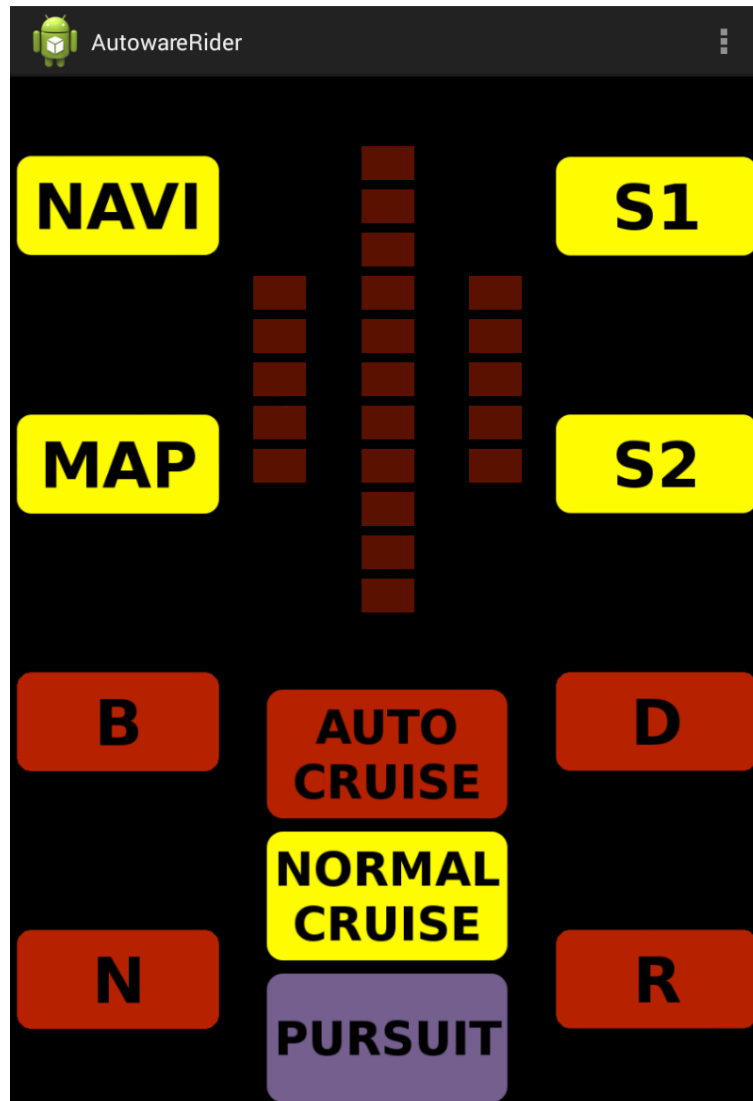 AutowareRider
NAVI
S1
MAP
S2
B
D
AUTO
CRUISE
NORMAL
CRUISE
N
R
PURSUIT